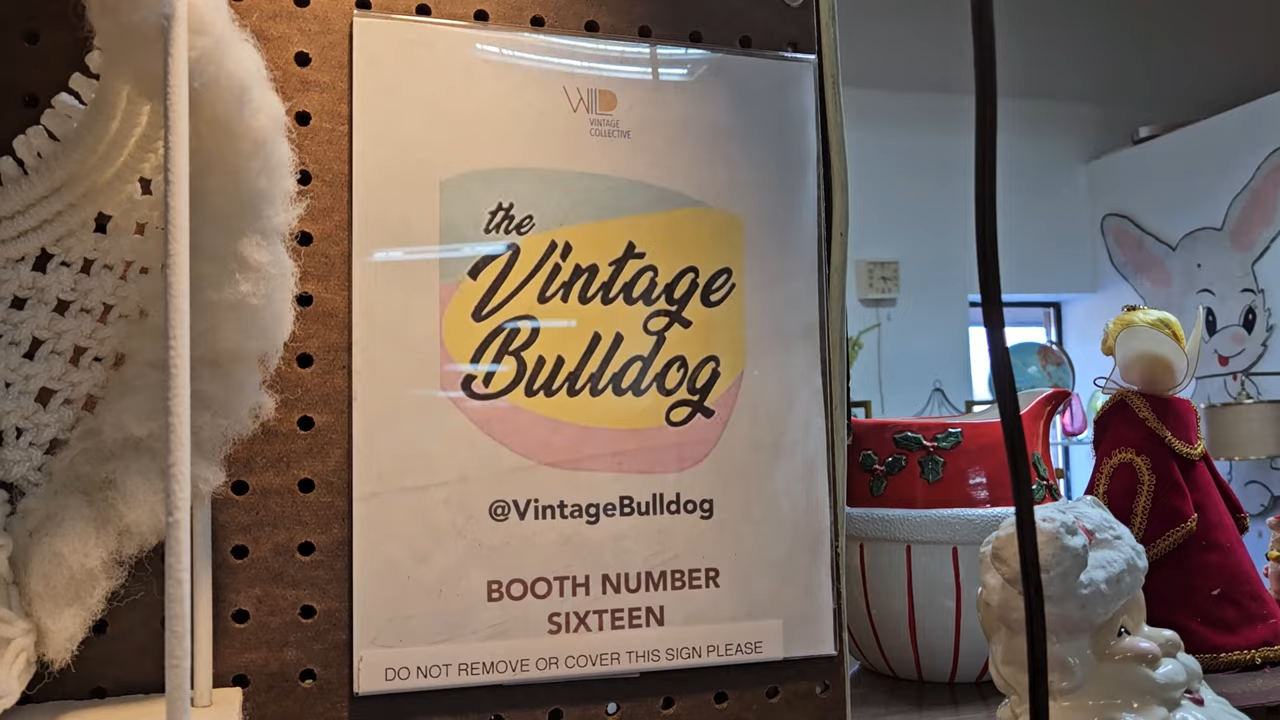 WILD
VINTAGE
COLLECTIVE
the
Vintage
Bulldog
@VintageBulldog
BOOTH NUMBER
SIXTEEN
DO NOT REMOVE OR COVER THIS SIGN PLEASE